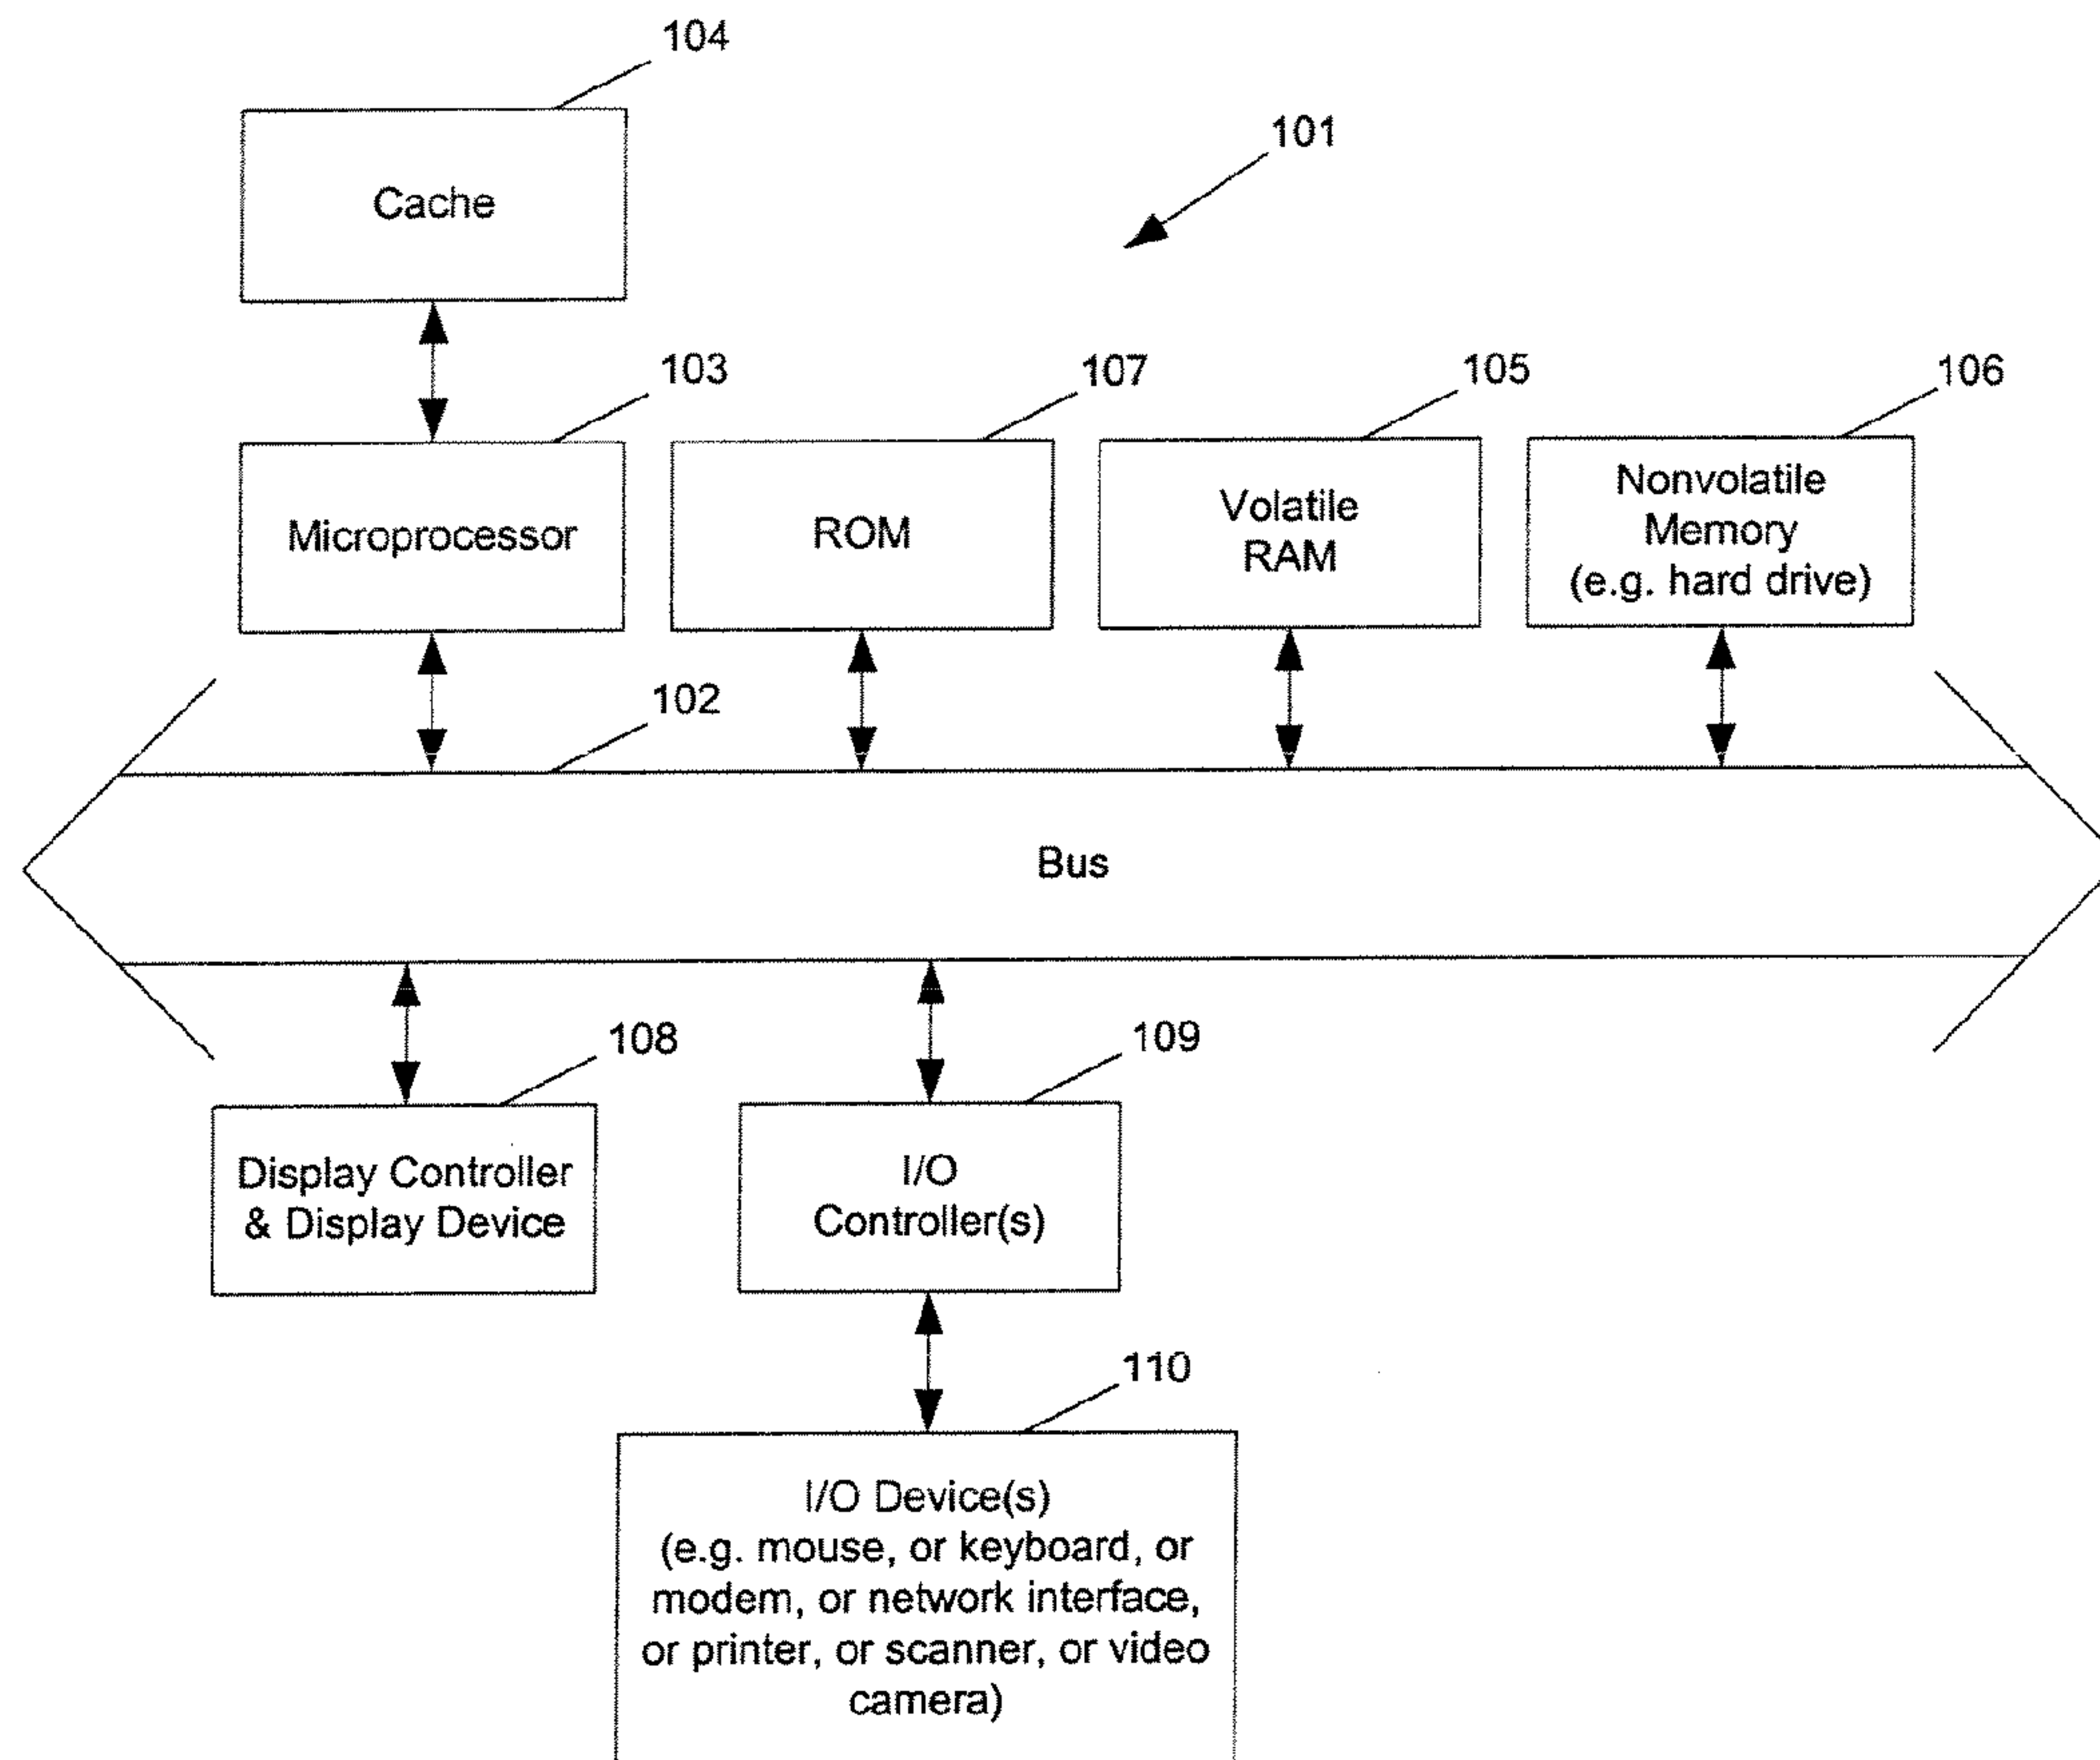 104
101
Cache
103
107
105
106
Microprocessor
ROM
Volatile
RAM
Nonvolatile
Memory
(e.g. hard drive)
102
Bus
108
109
Display Controller
& Display Device
I/O
Controller(s)
110
I/O Device(s)
(e.g. mouse, or keyboard, or
modem, or network interface,
or printer, or scanner, or video
camera)